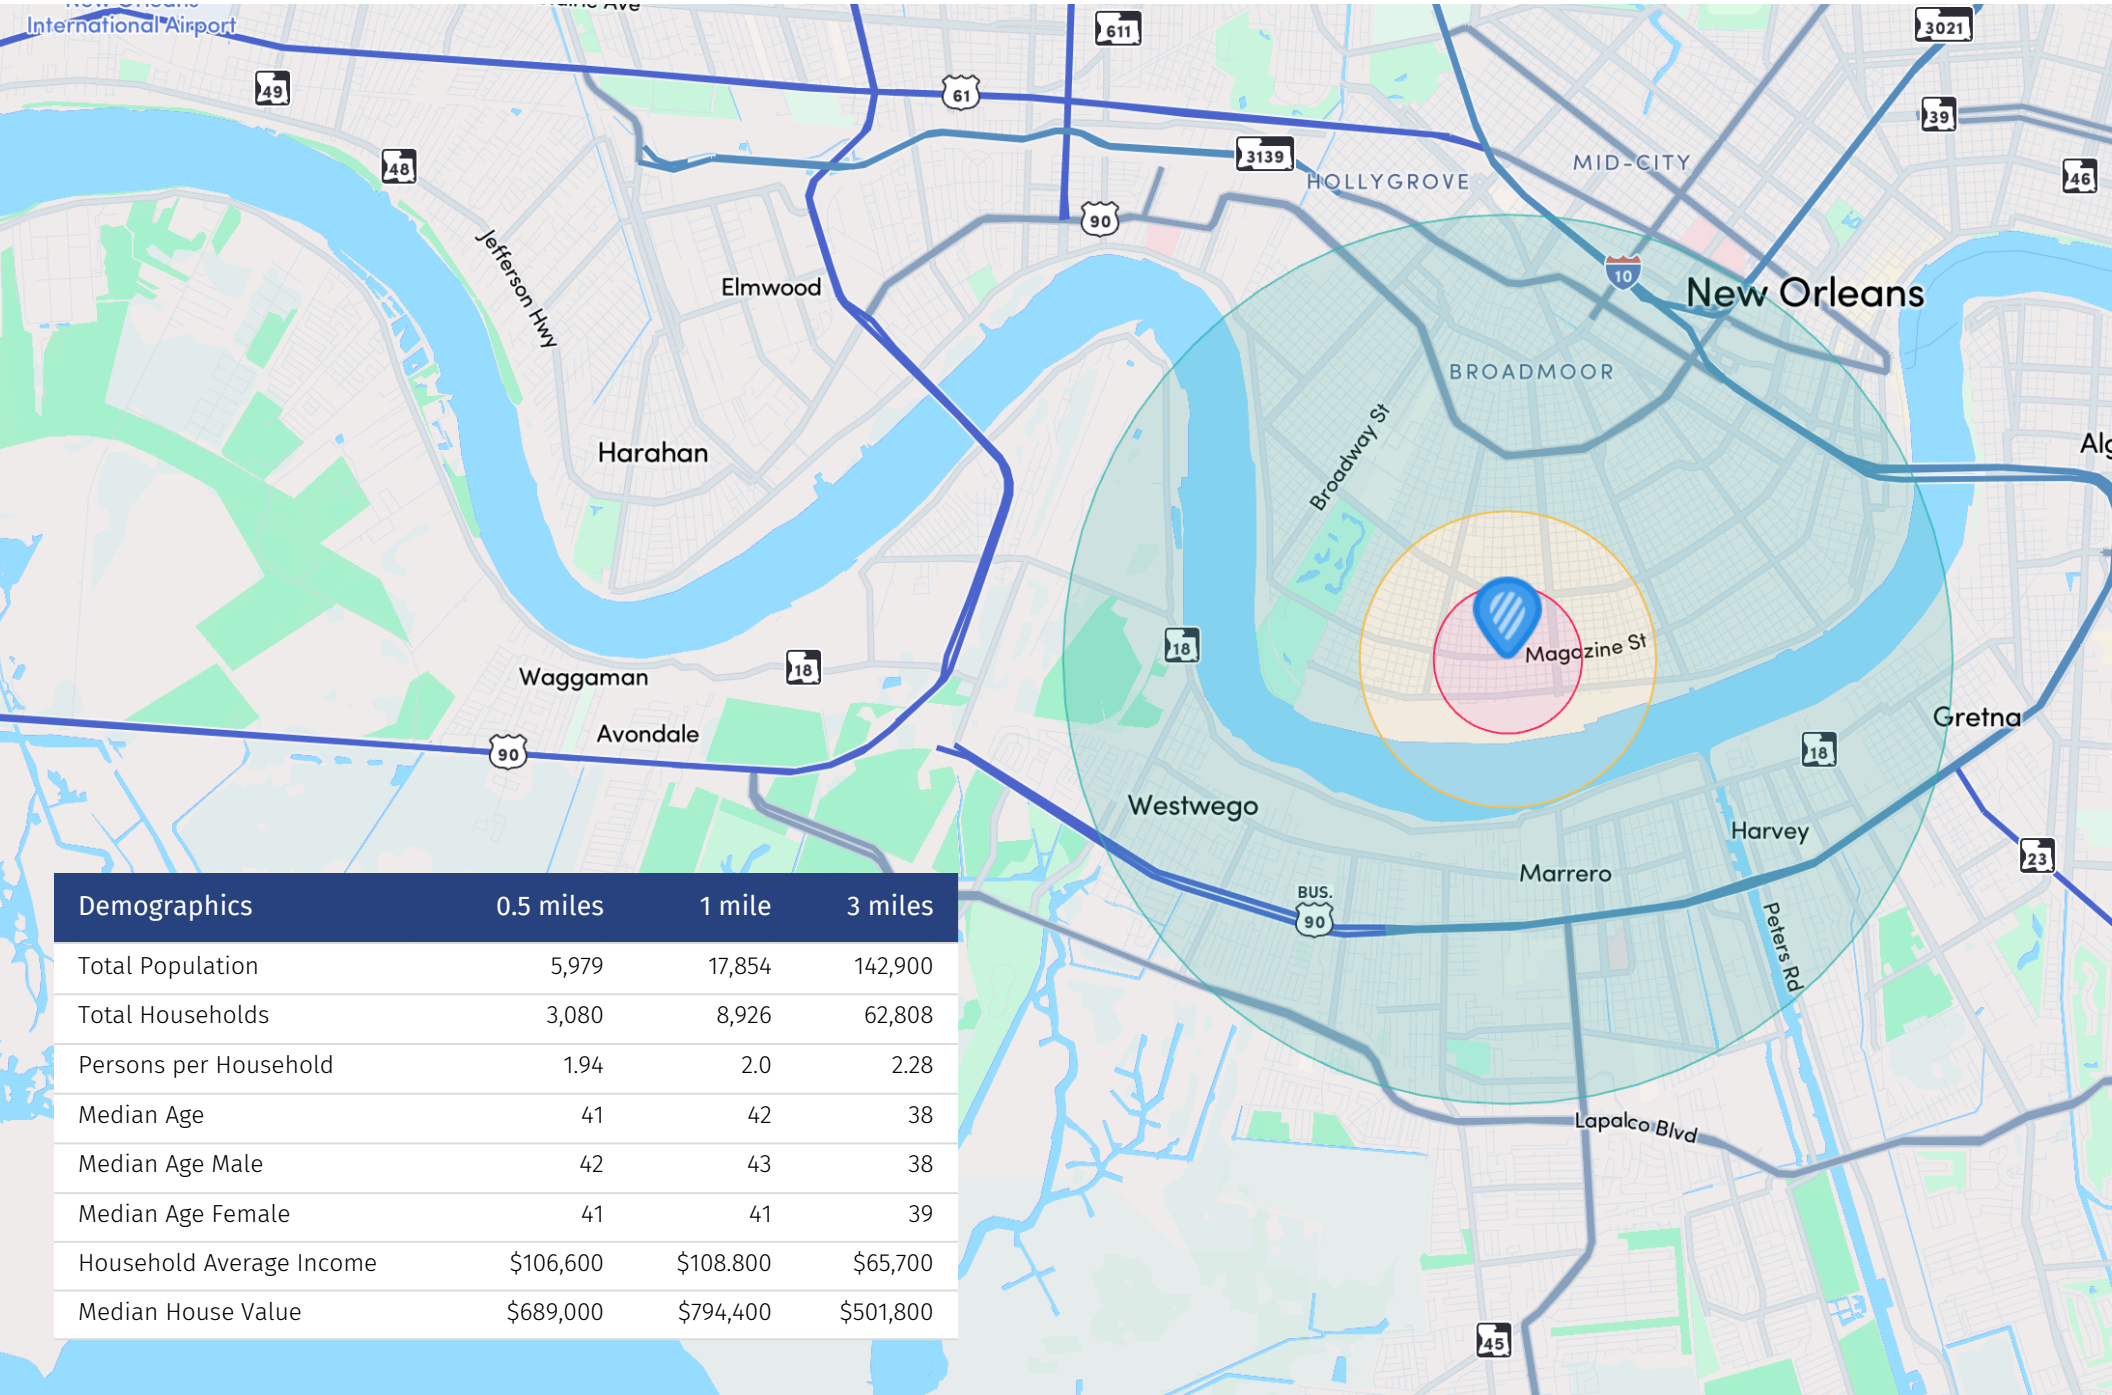 New Orleans
International Airport
611
3021
49
61
39
48
3139
MID-CITY
HOLLYGROVE
46
90
Jefferson Hwy
Elmwood
10
New Orleans
BROADMOOR
Broadway St
Harahan
18
Magazine St
Waggaman
18
Avondale
90
Gretna
18
Westwego
Harvey
Marrero
23
BUS.
90
Peters Rd
Lapalco Blvd
45
Demographics 0.5 miles 1 mile 3 miles
Total Population 5,979 17,854 142,900
Total Households 3,080 8,926 62,808
Persons per Household 1.94 2.0 2.28
Median Age 41 42 38
Median Age Male 42 43 38
Median Age Female 41 41 39
Household Average Income $106,600 $108.800 $65,700
Median House Value $689,000 $794,400 $501,800